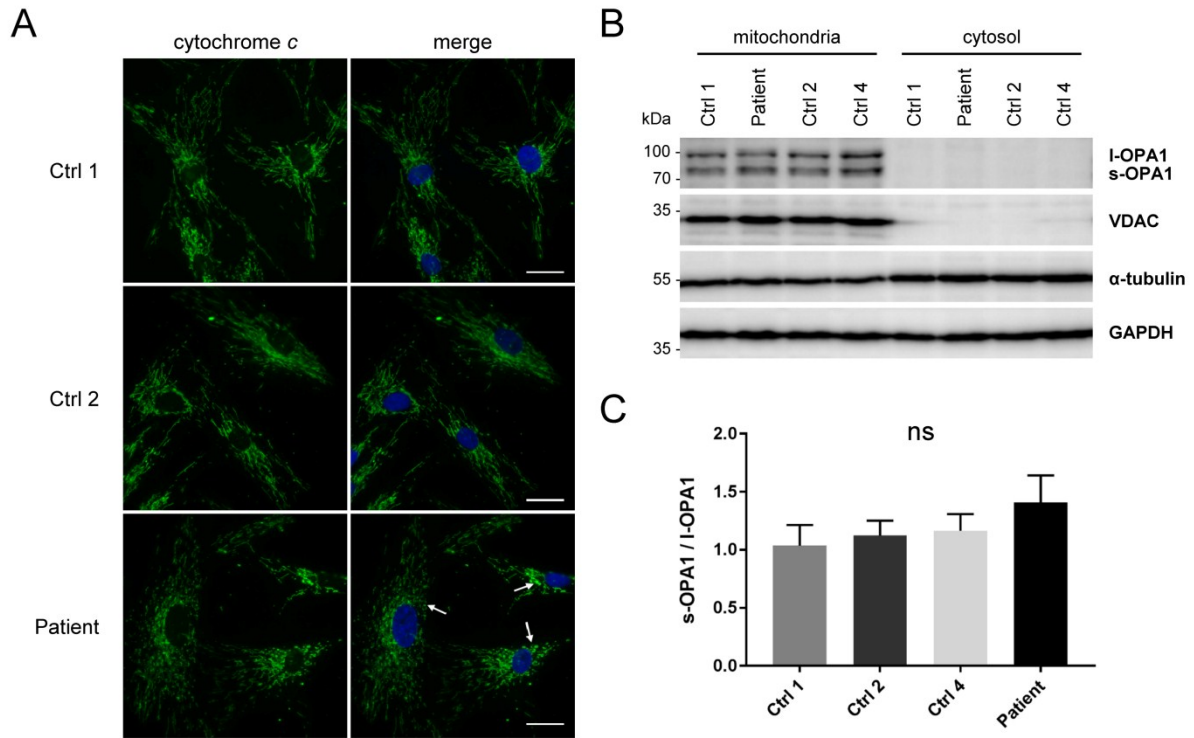 A
cytochrome c
merge
Ctrl 1
Ctrl 2
Patient
B
mitochondria
cytosol
kDa
Ctrl 1
Patient
Ctrl 2
Ctrl 4
Ctrl 1
Patient
Ctrl 2
Ctrl 4
100
70
l-OPA1
s-OPA1
35
VDAC
55
α-tubulin
35
GAPDH
C
ns
s-OPA1 / l-OPA1
2.0
1.5
1.0
0.5
0.0
Ctrl 1
Ctrl 2
Ctrl 4
Patient